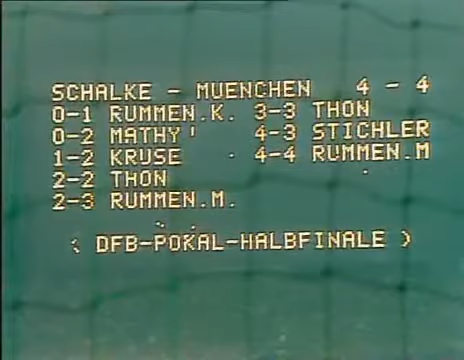 SCHALKE - MUENCHEN 4 - 4
0-1 RUMMEN.K. 3-3 THON
0-2 MATHY' 4-3 STICHLER
1-2 KRUSE 4-4 RUMMEN.M
2-2 THON
2-3 RUMMEN.M.
( DFB-POKAL-HALBFINALE )